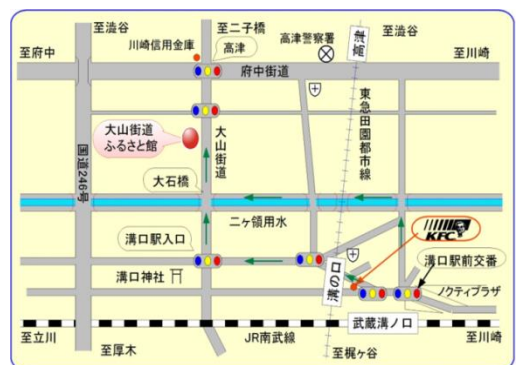 至澁谷
至二子橋
至澁谷
川崎信用金庫
高津
高津警察署
高津
至府中
府中街道
至川崎
東急田園都市線
大山街道
ふるさと館
大山街道
国道246号
大石橋
二ヶ領用水
KFC
溝口駅入口
溝口駅前交番
溝口神社
溝の口
ノクティプラザ
武蔵溝ノ口
至立川
JR南武線
至川崎
至厚木
至梶ヶ谷